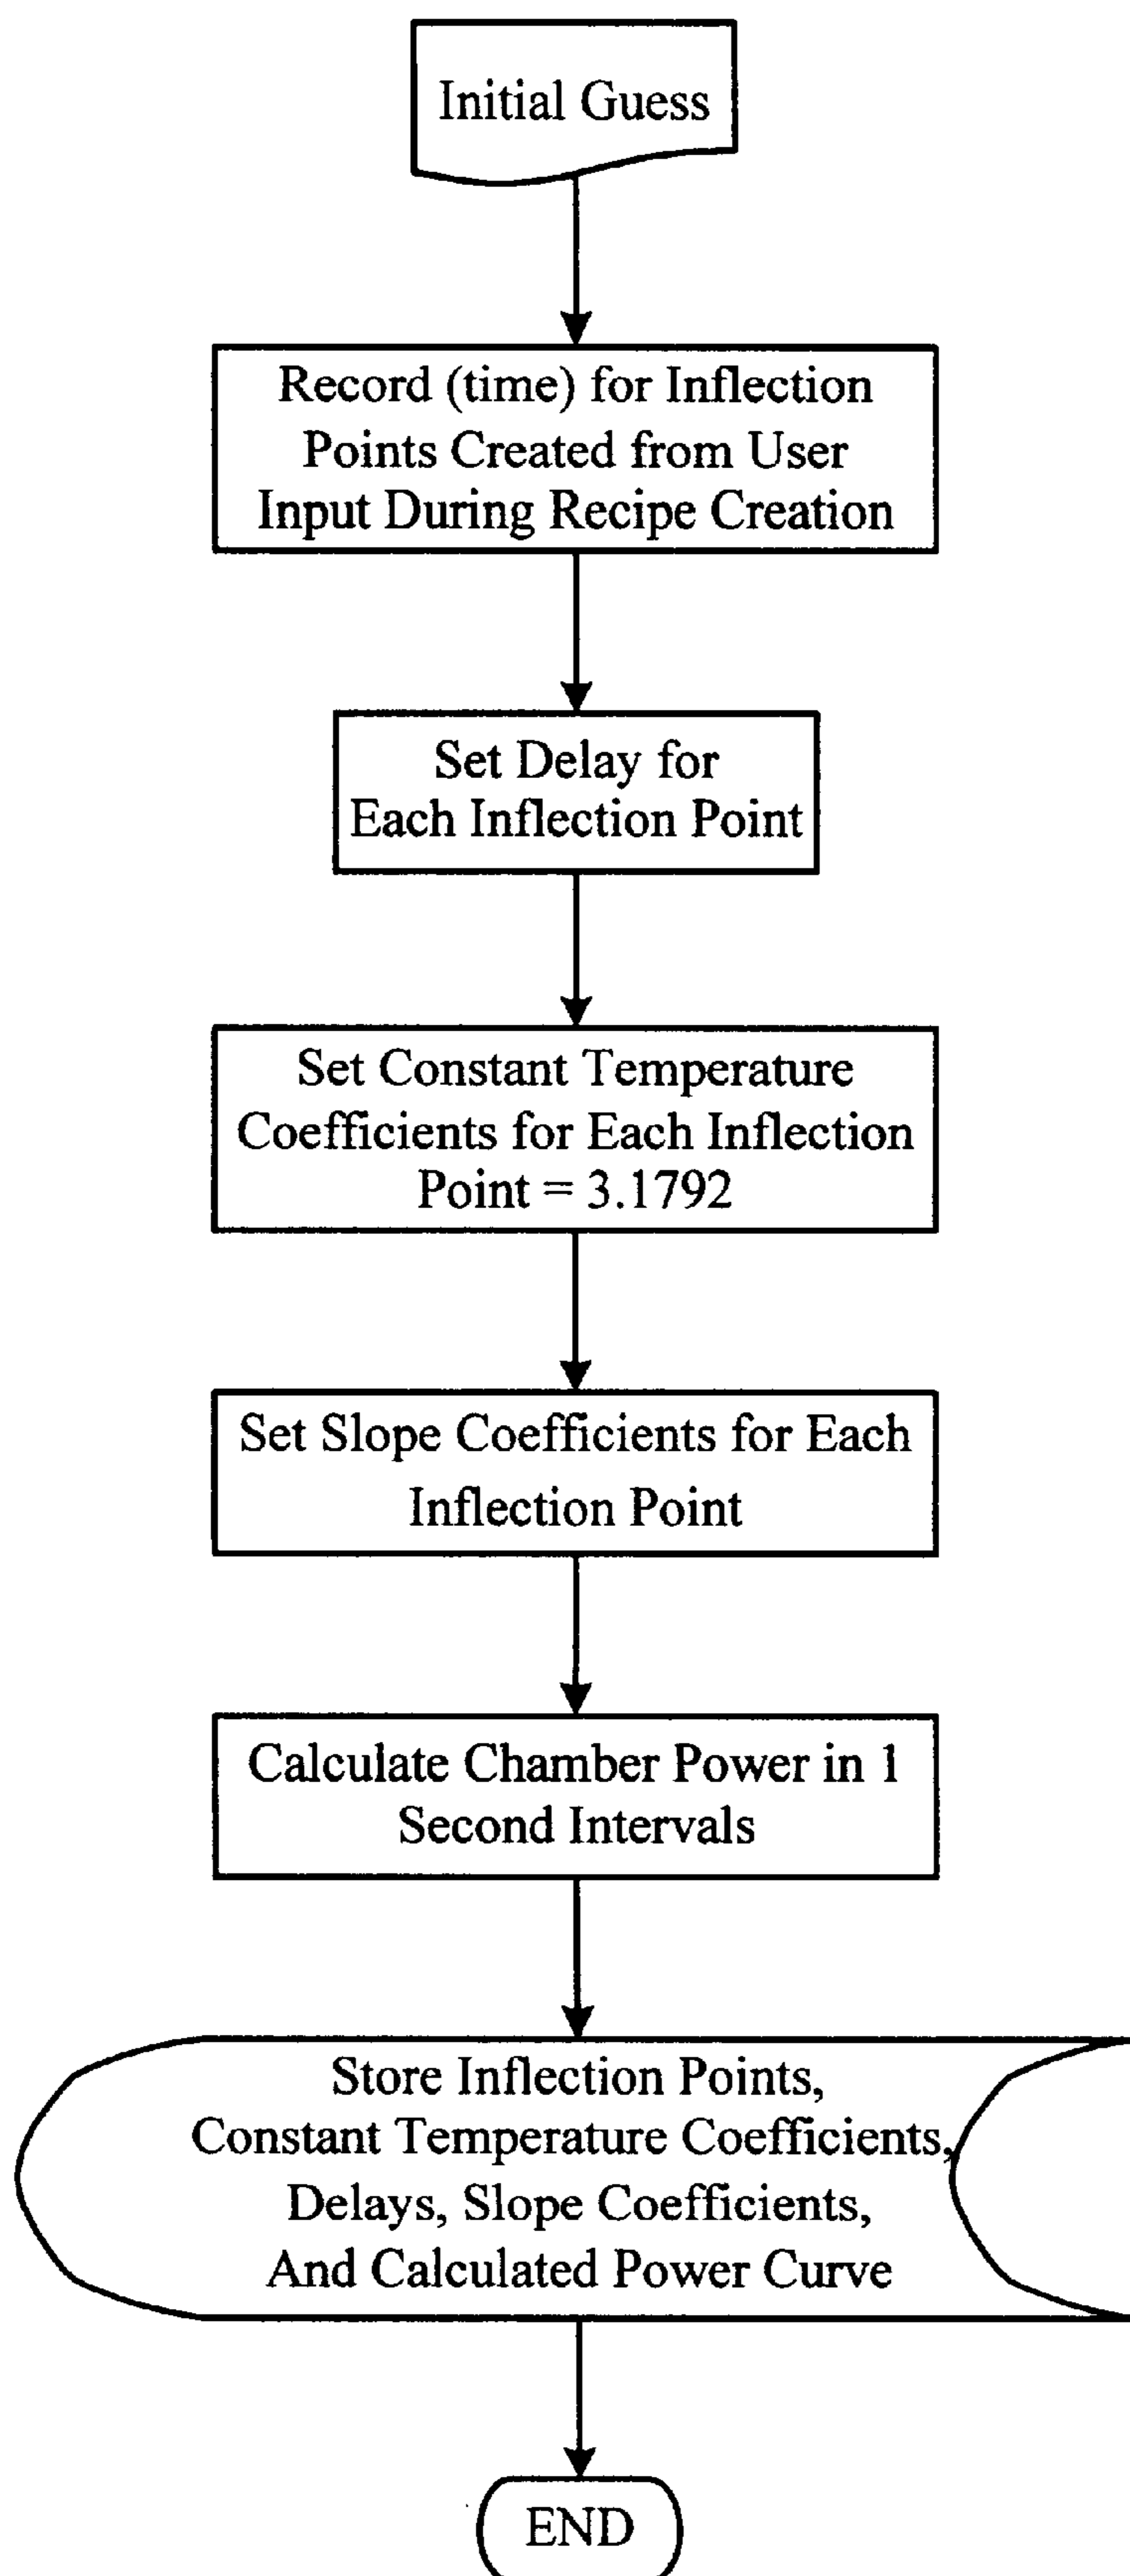 Initial Guess
Record (time) for Inflection
Points Created from User
Input During Recipe Creation
Set Delay for
Each Inflection Point
Set Constant Temperature
Coefficients for Each Inflection
Point = 3.1792
Set Slope Coefficients for Each
Inflection Point
Calculate Chamber Power in 1
Second Intervals
Store Inflection Points,
Constant Temperature Coefficients,
Delays, Slope Coefficients,
And Calculated Power Curve
END